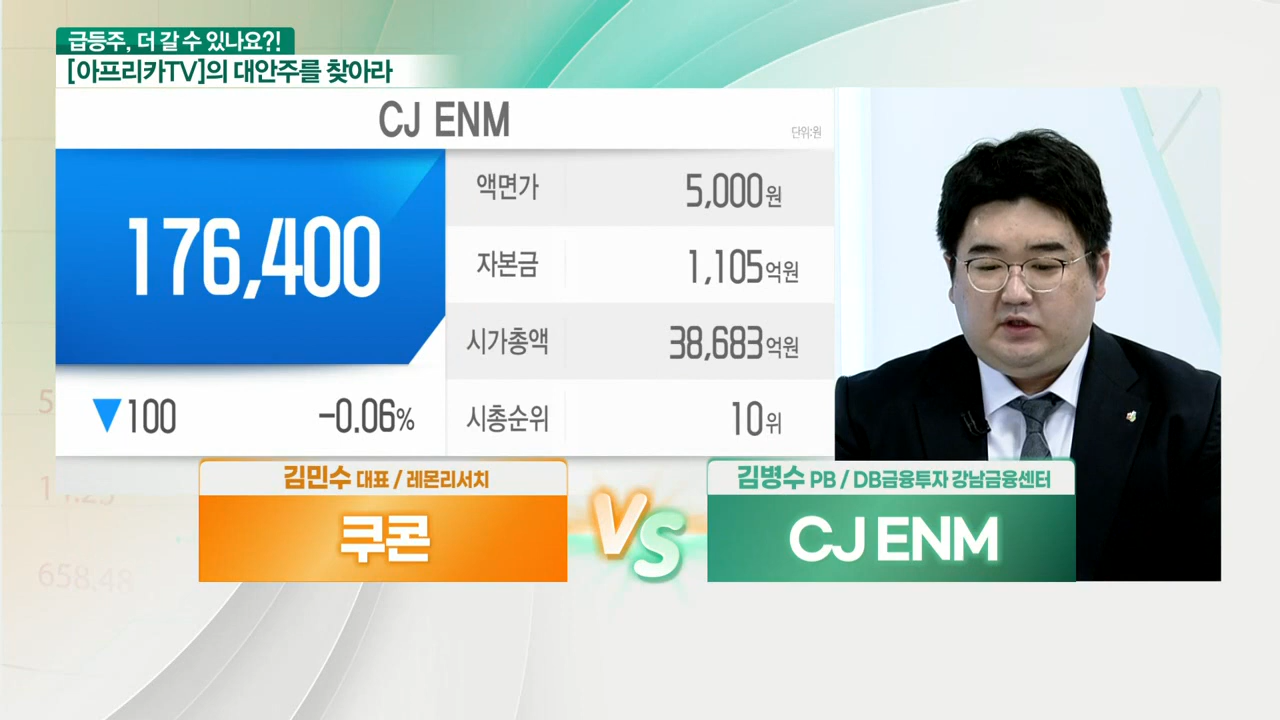 급등주, 더 갈 수 있나요?!
[아프리카TV]의 대안주를 찾아라
CJ ENM
단위:원
176,400
▼100 -0.06%
액면가 5,000원
자본금 1,105억원
시가총액 38,683억원
시총순위 10위
김민수 대표 / 레몬리서치
쿠콘
VS
김병수 PB / DB금융투자 강남금융센터
CJ ENM
658.48